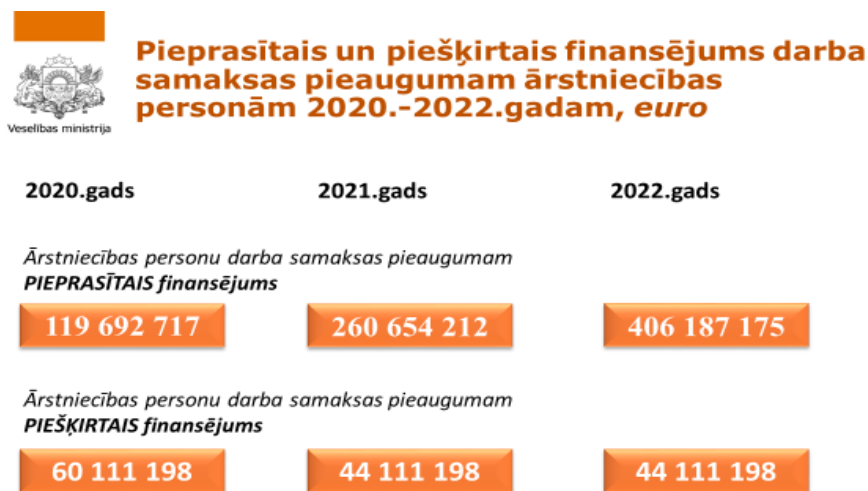 Pieprasītais un piešķirtais finansējums darba
samaksas pieaugumam ārstniecības
personām 2020.-2022.gadam, euro
Veselības ministrija
2020.gads 2021.gads 2022.gads
Ārstniecības personu darba samaksas pieaugumam
PIEPRASĪTAIS finansējums
119 692 717 260 654 212 406 187 175
Ārstniecības personu darba samaksas pieaugumam
PIEŠĶIRTAIS finansējums
60 111 198 44 111 198 44 111 198